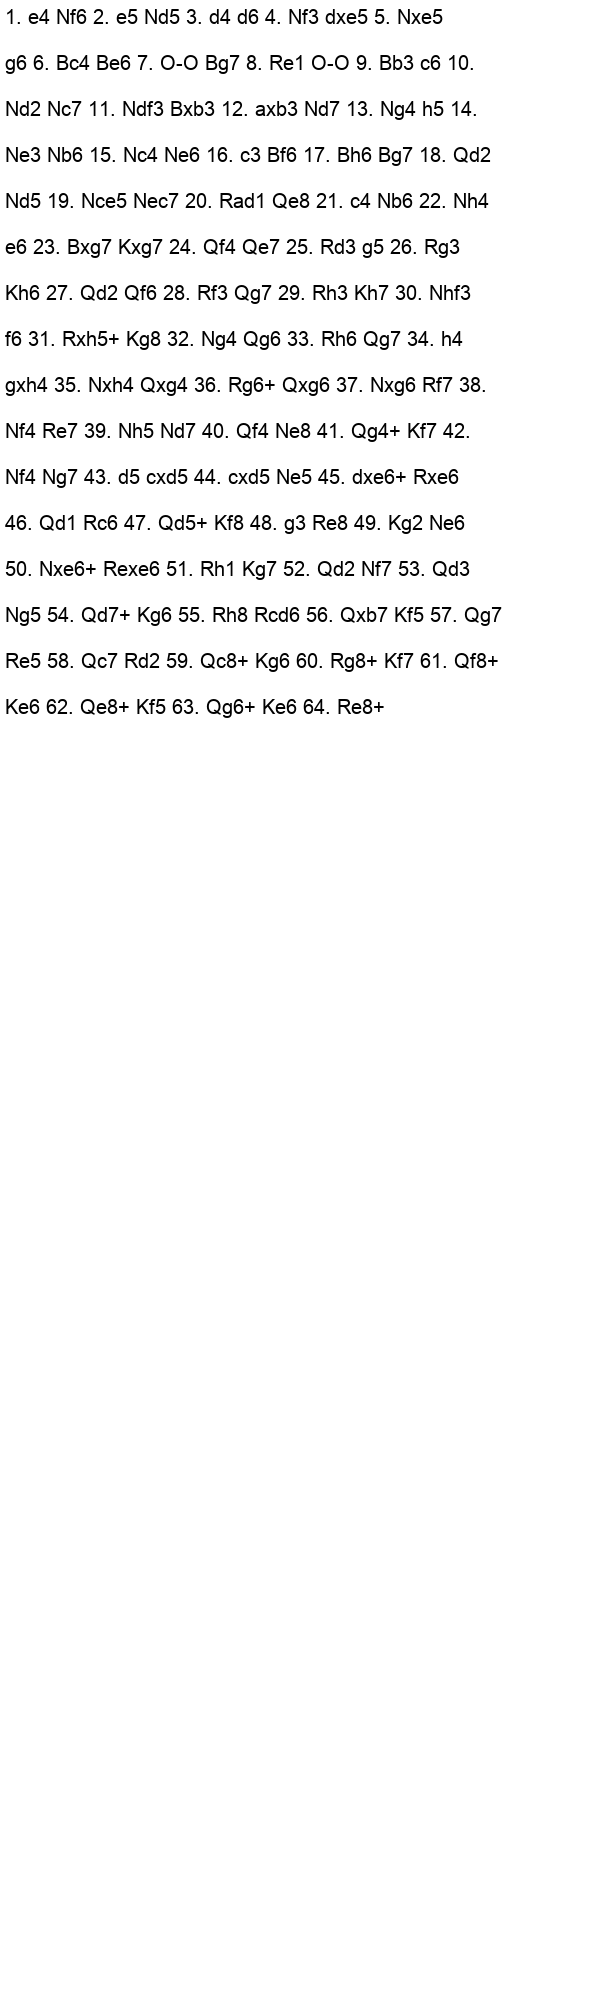 1. e4 Nf6 2. e5 Nd5 3. d4 d6 4. Nf3 dxe5 5. Nxe5
g6 6. Bc4 Be6 7. O-O Bg7 8. Re1 O-O 9. Bb3 c6 10.
Nd2 Nc7 11. Ndf3 Bxb3 12. axb3 Nd7 13. Ng4 h5 14.
Ne3 Nb6 15. Nc4 Ne6 16. c3 Bf6 17. Bh6 Bg7 18. Qd2
Nd5 19. Nce5 Nec7 20. Rad1 Qe8 21. c4 Nb6 22. Nh4
e6 23. Bxg7 Kxg7 24. Qf4 Qe7 25. Rd3 g5 26. Rg3
Kh6 27. Qd2 Qf6 28. Rf3 Qg7 29. Rh3 Kh7 30. Nhf3
f6 31. Rxh5+ Kg8 32. Ng4 Qg6 33. Rh6 Qg7 34. h4
gxh4 35. Nxh4 Qxg4 36. Rg6+ Qxg6 37. Nxg6 Rf7 38.
Nf4 Re7 39. Nh5 Nd7 40. Qf4 Ne8 41. Qg4+ Kf7 42.
Nf4 Ng7 43. d5 cxd5 44. cxd5 Ne5 45. dxe6+ Rxe6
46. Qd1 Rc6 47. Qd5+ Kf8 48. g3 Re8 49. Kg2 Ne6
50. Nxe6+ Rexe6 51. Rh1 Kg7 52. Qd2 Nf7 53. Qd3
Ng5 54. Qd7+ Kg6 55. Rh8 Rcd6 56. Qxb7 Kf5 57. Qg7
Re5 58. Qc7 Rd2 59. Qc8+ Kg6 60. Rg8+ Kf7 61. Qf8+
Ke6 62. Qe8+ Kf5 63. Qg6+ Ke6 64. Re8+